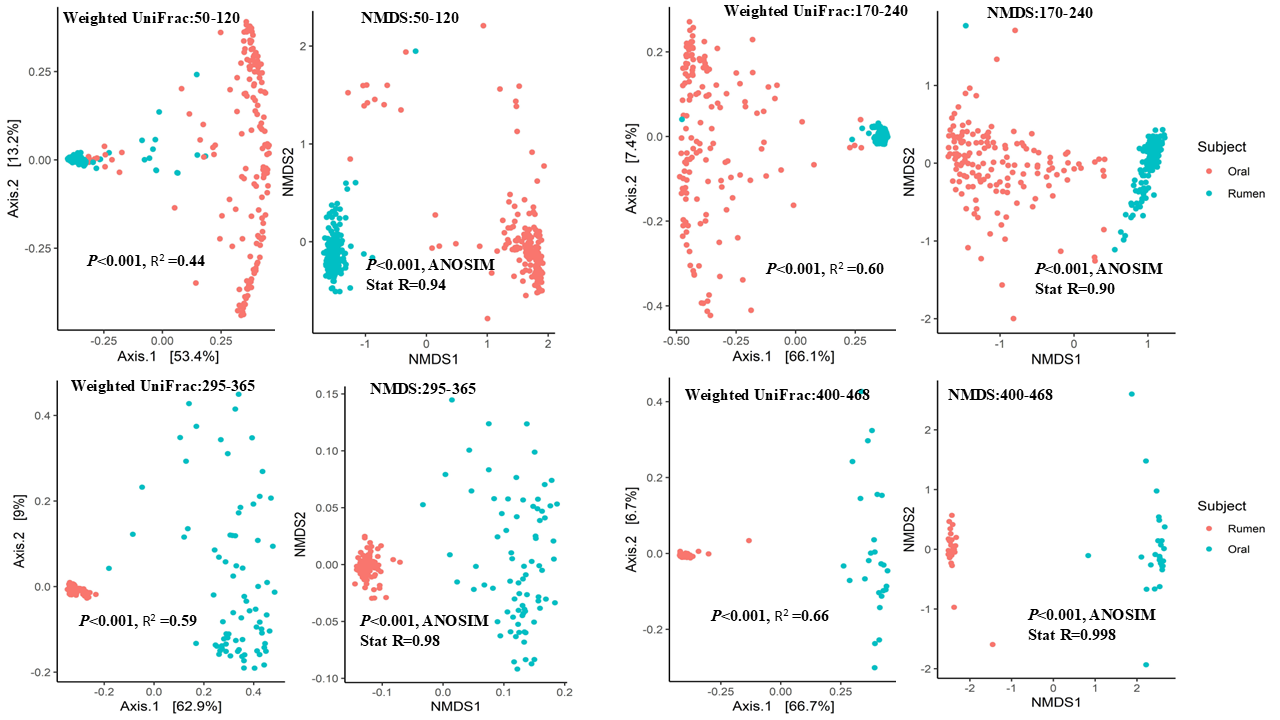 Weighted UniFrac:50-120
0.25
0.00
-0.25
Axis.2 [13.2%]
P<0.001, R² =0.44
-0.25
0.00
0.25
Axis.1 [53.4%]
NMDS:50-120
2
1
0
NMDS2
P<0.001, ANOSIM
Stat R=0.94
-1
0
1
2
NMDS1
Weighted UniFrac:170-240
0.2
0.0
-0.2
-0.4
Axis.2 [7.4%]
P<0.001, R² =0.60
-0.50
-0.25
0.00
0.25
Axis.1 [66.1%]
NMDS:170-240
1
0
-1
-2
NMDS2
P<0.001, ANOSIM
Stat R=0.90
-1
0
1
NMDS1
Subject
Oral
Rumen
Weighted UniFrac:295-365
0.4
0.2
0.0
-0.2
Axis.2 [9%]
P<0.001, R² =0.59
-0.2
0.0
0.2
0.4
Axis.1 [62.9%]
NMDS:295-365
0.15
0.10
0.05
0.00
-0.05
-0.10
NMDS2
P<0.001, ANOSIM
Stat R=0.98
-0.1
0.0
0.1
0.2
NMDS1
Weighted UniFrac:400-468
0.4
0.2
0.0
-0.2
Axis.2 [6.7%]
P<0.001, R² =0.66
-0.25
0.00
0.25
Axis.1 [66.7%]
NMDS:400-468
2
1
0
-1
-2
NMDS2
P<0.001, ANOSIM
Stat R=0.998
-2
-1
0
1
2
NMDS1
Subject
Rumen
Oral